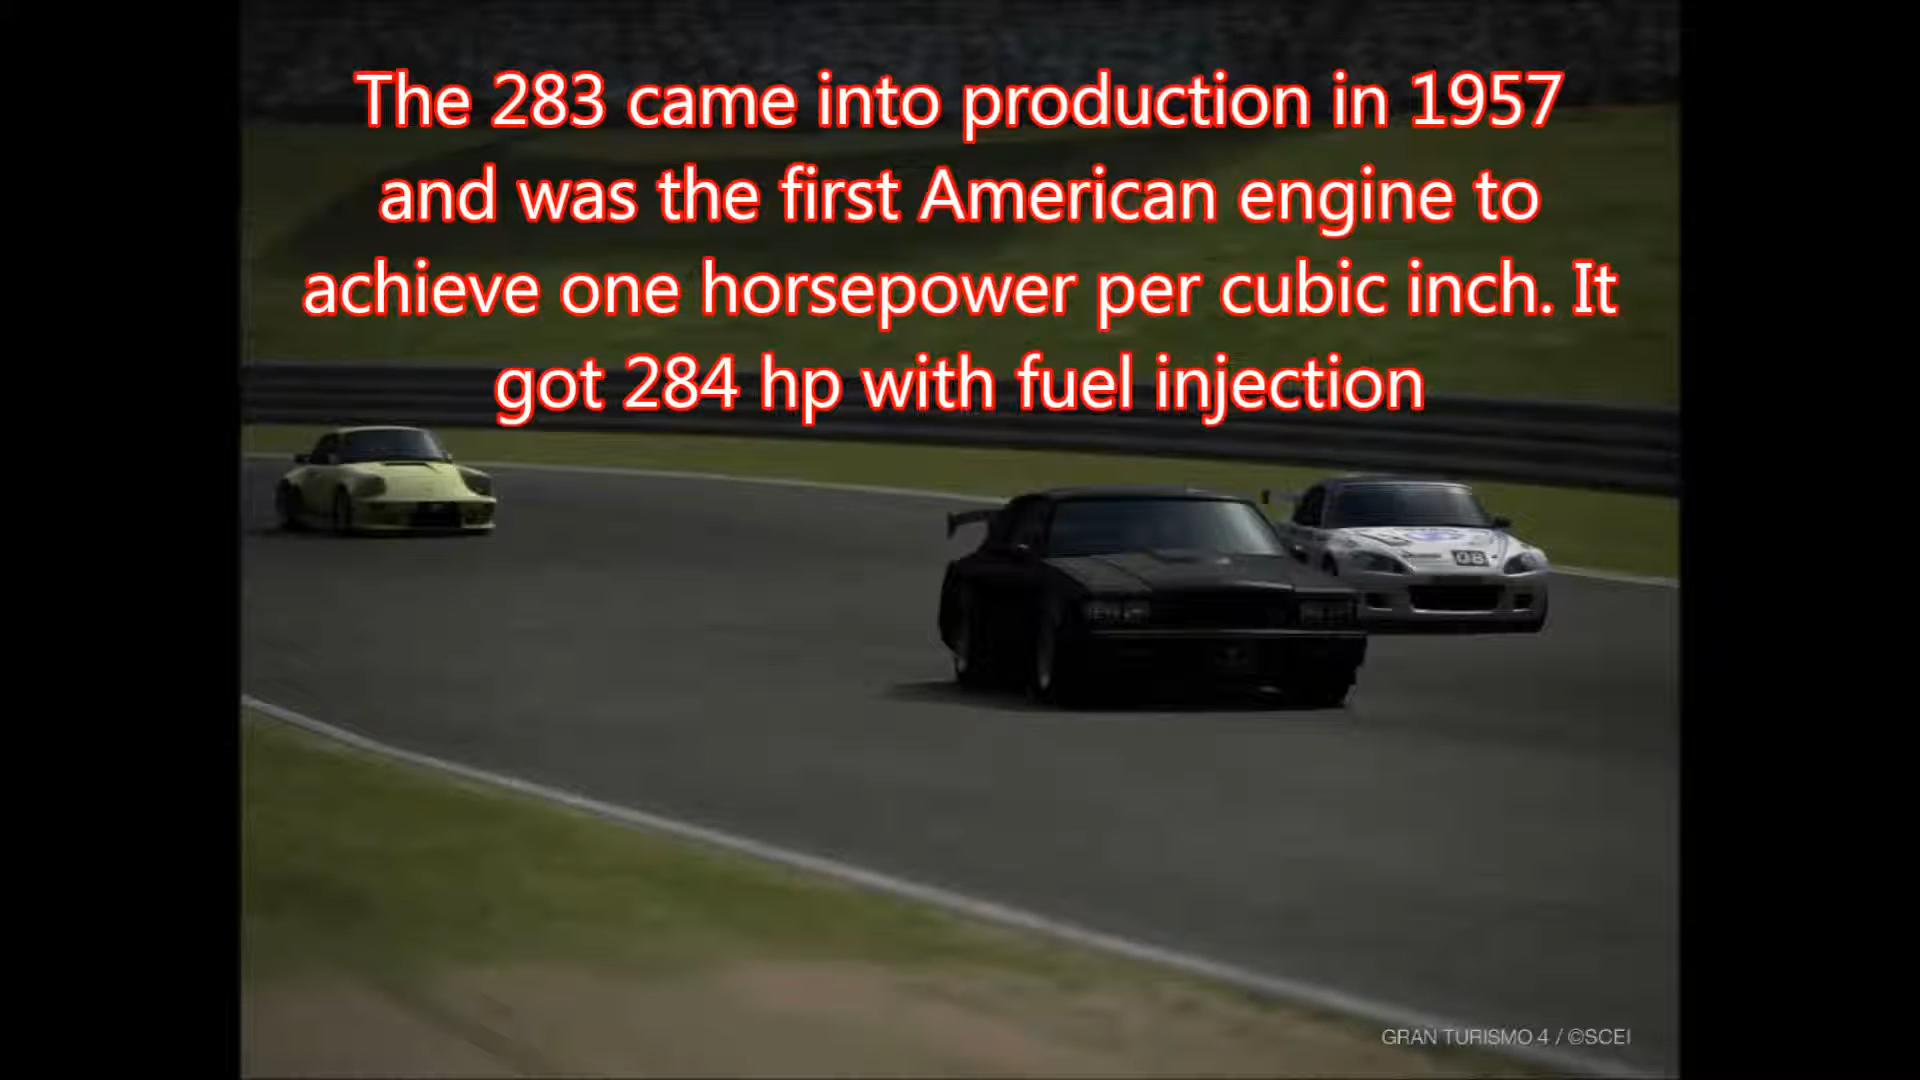 The 283 came into production in 1957
and was the first American engine to
achieve one horsepower per cubic inch. It
got 284 hp with fuel injection
08
GRAN TURISMO 4 / ©SCEI